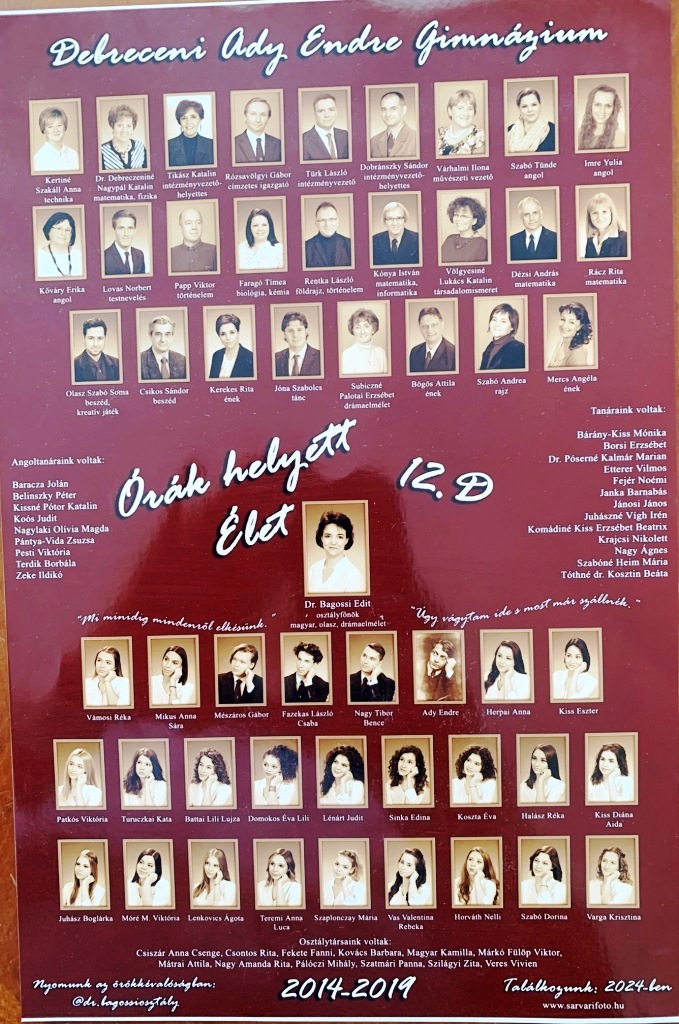 Debreceni Ady Endre Gimnázium
Kertiné
Szakáll Anna
technika
Dr. Debreczeniné
Nagypál Katalin
matematika, fizika
Tikász Katalin
intézményvezető-
helyettes
Rózsavölgyi Gábor
címzetes igazgató
Türk László
intézményvezető
Dobránszky Sándor
intézményvezető-
helyettes
Várhalmi Ilona
művészeti vezető
Szabó Tünde
angol
Imre Yulia
angol
Kőváry Erika
angol
Lovas Norbert
testnevelés
Papp Viktor
történelem
Faragó Tímea
biológia, kémia
Rentka László
földrajz, történelem
Kónya István
matematika,
informatika
Völgyesiné
Lukács Katalin
társadalomismeret
Dézsi András
matematika
Rácz Rita
matematika
Olasz Szabó Soma
beszéd,
kreatív játék
Csikos Sándor
beszéd
Kerekes Rita
ének
Jóna Szabolcs
tánc
Subiczné
Palotai Erzsébet
drámaelmélet
Bögös Attila
ének
Szabó Andrea
rajz
Mercs Angéla
ének
Angoltanáraink voltak:
Baracza Jolán
Belinszky Péter
Kissné Pótor Katalin
Koós Judit
Nagylaki Olívia Magda
Pántya-Vida Zsuzsa
Pesti Viktória
Terdik Borbála
Zeke Ildikó
Órák helyett
Élet
12. D
Tanáraink voltak:
Bárány-Kiss Mónika
Borsi Erzsébet
Dr. Póserné Kalmár Marian
Etterer Vilmos
Fejér Noémi
Janka Barnabás
Jánosi János
Juhászné Vígh Irén
Komádiné Kiss Erzsébet Beatrix
Krajcsi Nikolett
Nagy Ágnes
Szabóné Heim Mária
Tóthné dr. Kosztin Beáta
Dr. Bagossi Edit
osztályfőnök
magyar, olasz, drámaelmélet
"Mi minidig mindenről elkésünk."
"Úgy vágytam ide s most már szállnék."
Vámosi Réka
Mikus Anna
Sára
Mészáros Gábor
Fazekas László
Csaba
Nagy Tibor
Bence
Ady Endre
Herpai Anna
Kiss Eszter
Patkós Viktória
Turuczkai Kata
Battai Lili Lujza
Domokos Éva Lili
Lénárt Judit
Sinka Edina
Koszta Éva
Halász Réka
Kiss Diána
Aida
Juhász Boglárka
Móré M. Viktória
Lenkovics Ágota
Teremi Anna
Luca
Szaplonczay Mária
Vas Valentina
Rebeka
Horváth Nelli
Szabó Dorina
Varga Krisztina
Osztálytársaink voltak:
Csiszár Anna Csenge, Csontos Rita, Fekete Fanni, Kovács Barbara, Magyar Kamilla, Márkó Fülöp Viktor,
Mátrai Attila, Nagy Amanda Rita, Pálóczi Mihály, Szatmári Panna, Szilágyi Zita, Veres Vivien
Nyomunk az örökkévalóságban:
@dr.bagossiosztály
2014-2019
Találkozunk: 2024-ben
www.sarvarifoto.hu